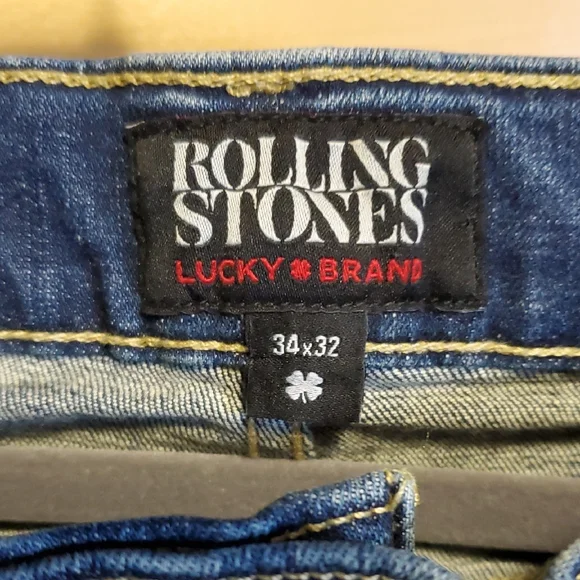 ROLLING
STONES
LUCKY BRAND
34x32